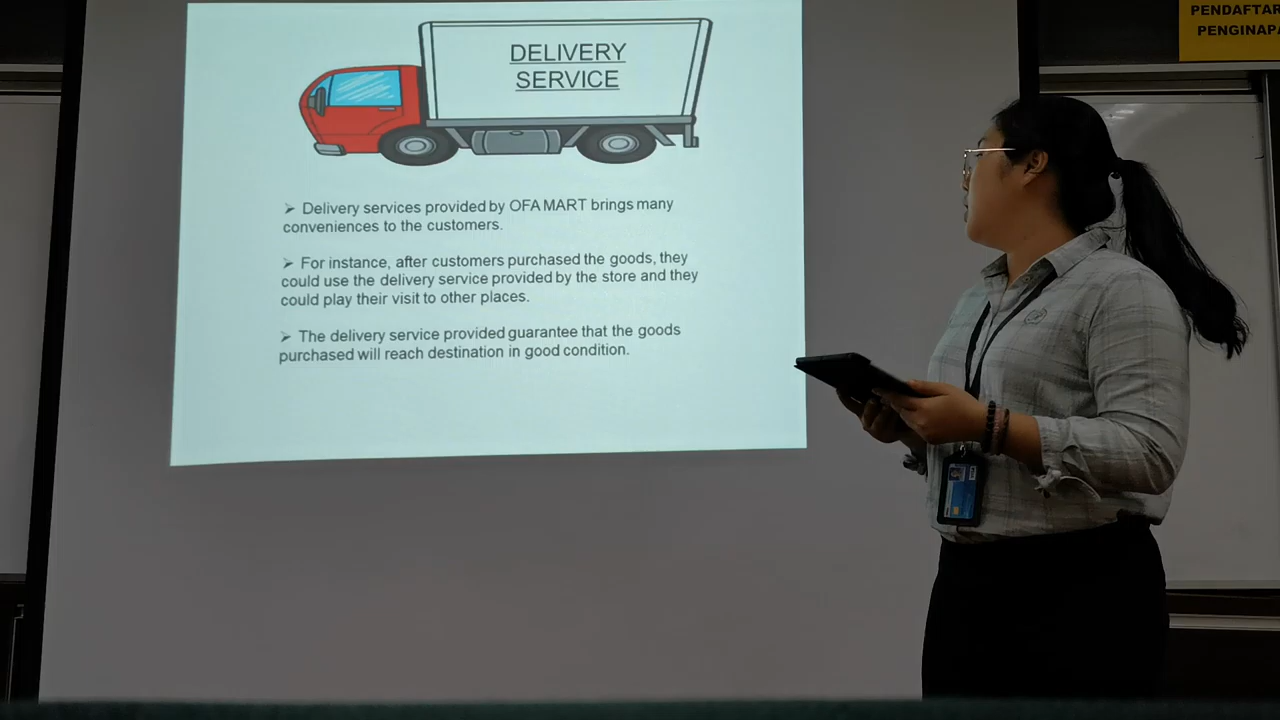 PENDAFTAR
PENGINAPA
DELIVERY
SERVICE
➢ Delivery services provided by OFA MART brings many
conveniences to the customers.
➢ For instance, after customers purchased the goods, they
could use the delivery service provided by the store and they
could play their visit to other places.
➢ The delivery service provided guarantee that the goods
purchased will reach destination in good condition.